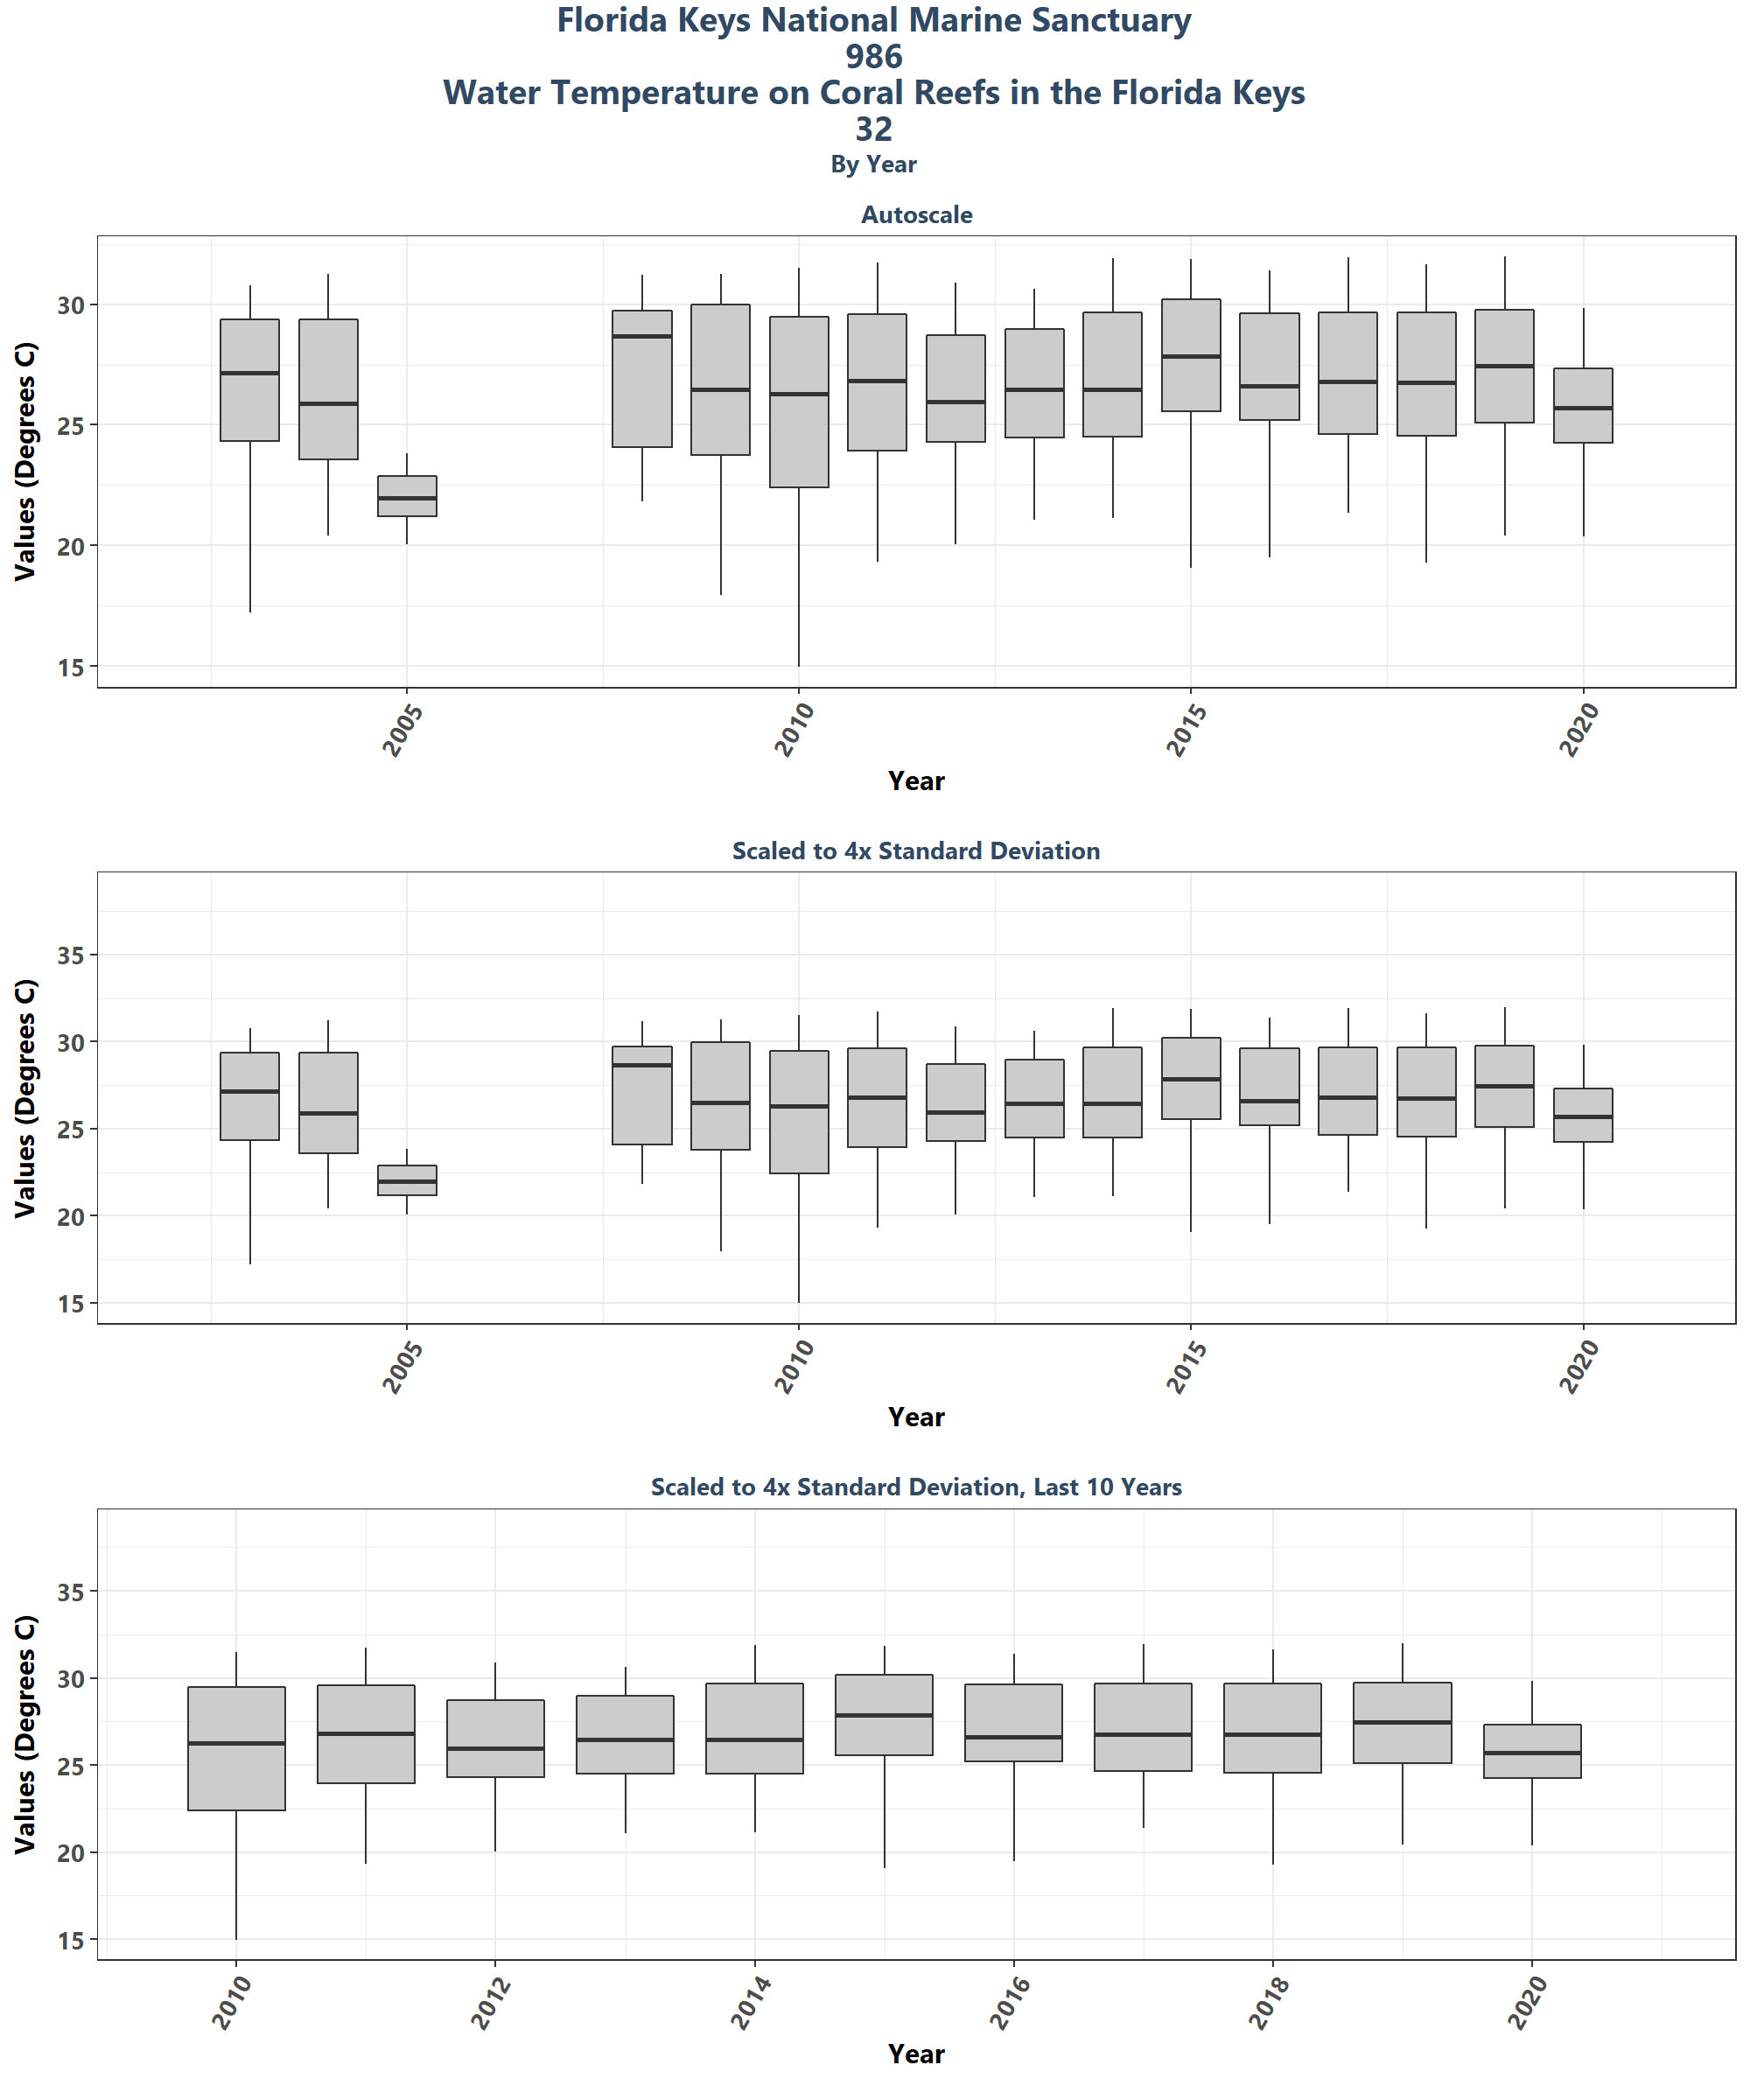 Florida Keys National Marine Sanctuary
986
Water Temperature on Coral Reefs in the Florida Keys
32
By Year
Autoscale
Values (Degrees C)
30
25
20
15
2005
2010
2015
2020
Year
Scaled to 4x Standard Deviation
Values (Degrees C)
35
30
25
20
15
2005
2010
2015
2020
Year
Scaled to 4x Standard Deviation, Last 10 Years
Values (Degrees C)
35
30
25
20
15
2010
2012
2014
2016
2018
2020
Year